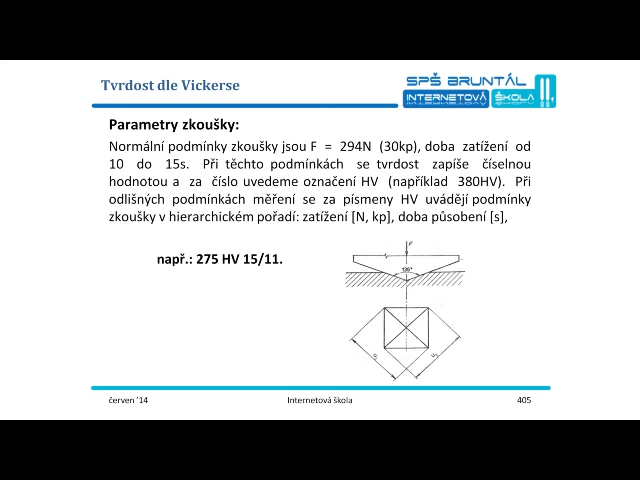 Tvrdost dle Vickerse
SPŠ BRUNTÁL
INTERNETOVÁ ŠKOLA
Parametry zkoušky:
Normální podmínky zkoušky jsou F = 294N (30kp), doba zatížení od
10 do 15s. Při těchto podmínkách se tvrdost zapíše číselnou
hodnotou a za číslo uvedeme označení HV (například 380HV). Při
odlišných podmínkách měření se za písmeny HV uvádějí podmínky
zkoušky v hierarchickém pořadí: zatížení [N, kp], doba působení [s],
např.: 275 HV 15/11.
F
136°
červen '14
Internetová škola
405